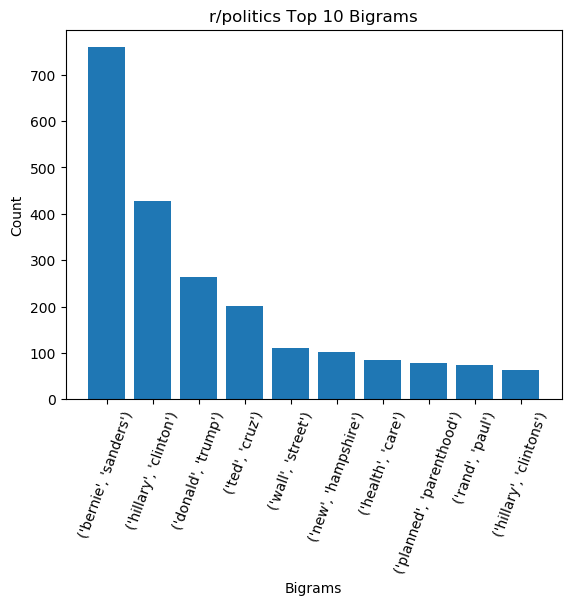 r/politics Top 10 Bigrams
Count
700
600
500
400
300
200
100
0
('bernie', 'sanders')
('hillary', 'clinton')
('donald', 'trump')
('ted', 'cruz')
('wall', 'street')
('new', 'hampshire')
('health', 'care')
('planned', 'parenthood')
('rand', 'paul')
('hillary', 'clintons')
Bigrams